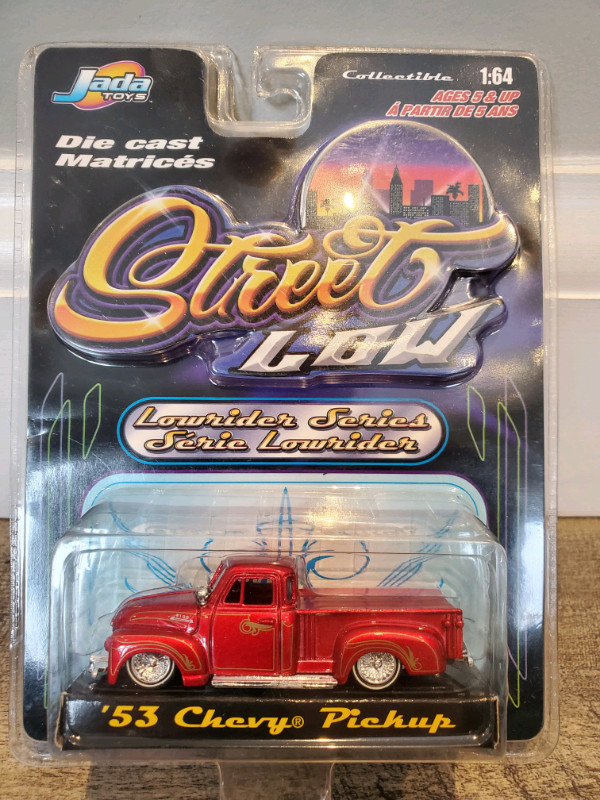 Jada
TOYS
Collectible 1:64
AGES 5 & UP
À PARTIR DE 5 ANS
Die cast
Matricés
Street
LOW
Lowrider Series
Série Lowrider
'53 Chevy® Pickup